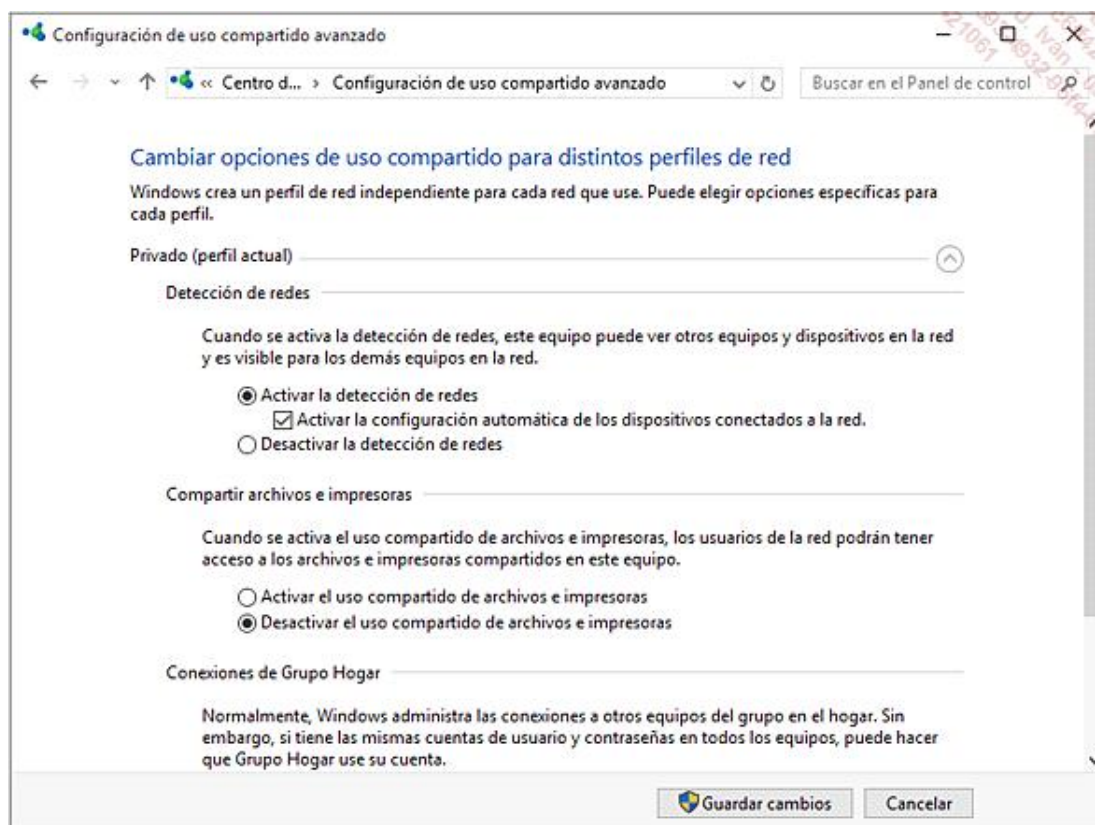 Configuración de uso compartido avanzado
« Centro d... › Configuración de uso compartido avanzado
Buscar en el Panel de control
Cambiar opciones de uso compartido para distintos perfiles de red
Windows crea un perfil de red independiente para cada red que use. Puede elegir opciones específicas para
cada perfil.
Privado (perfil actual)
Detección de redes
Cuando se activa la detección de redes, este equipo puede ver otros equipos y dispositivos en la red
y es visible para los demás equipos en la red.
Activar la detección de redes
Activar la configuración automática de los dispositivos conectados a la red.
Desactivar la detección de redes
Compartir archivos e impresoras
Cuando se activa el uso compartido de archivos e impresoras, los usuarios de la red podrán tener
acceso a los archivos e impresoras compartidos en este equipo.
Activar el uso compartido de archivos e impresoras
Desactivar el uso compartido de archivos e impresoras
Conexiones de Grupo Hogar
Normalmente, Windows administra las conexiones a otros equipos del grupo en el hogar. Sin
embargo, si tiene las mismas cuentas de usuario y contraseñas en todos los equipos, puede hacer
que Grupo Hogar use su cuenta.
Guardar cambios
Cancelar